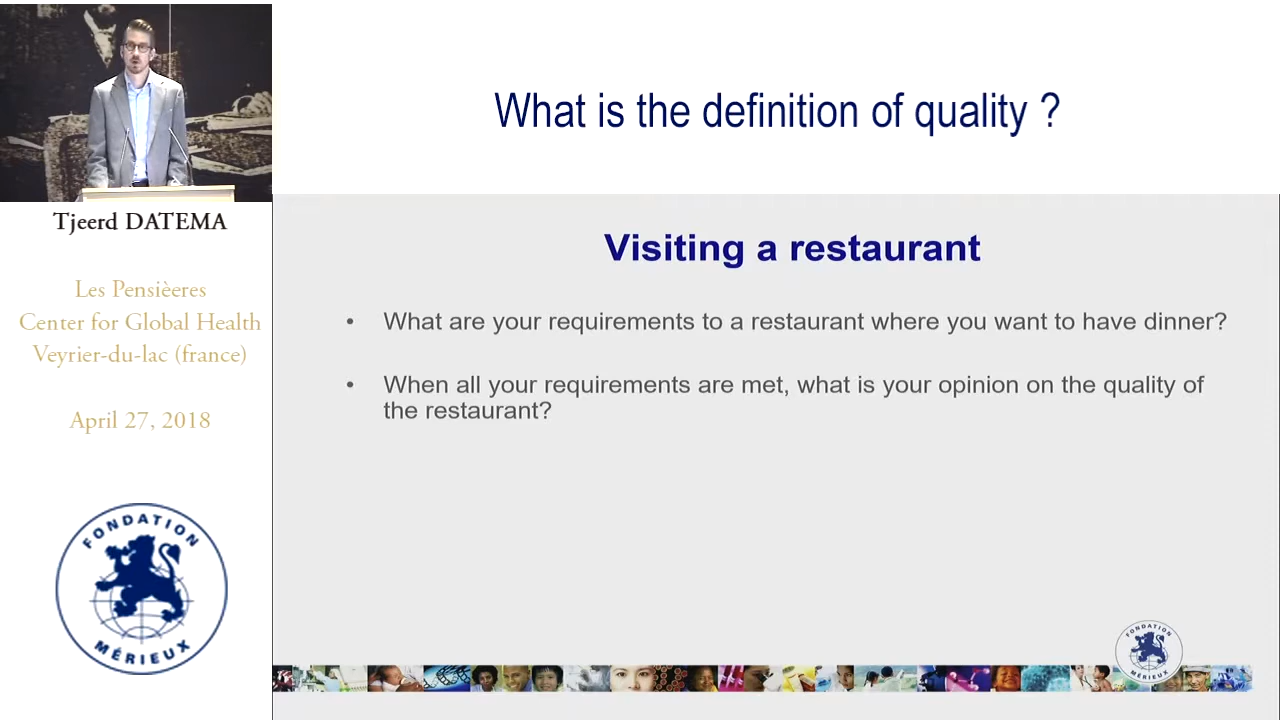 What is the definition of quality ?
Tjeerd DATEMA
Les Pensièeres
Center for Global Health
Veyrier-du-lac (france)
April 27, 2018
FONDATION
MÉRIEUX
Visiting a restaurant
• What are your requirements to a restaurant where you want to have dinner?
• When all your requirements are met, what is your opinion on the quality of
the restaurant?
FONDATION
MÉRIEUX